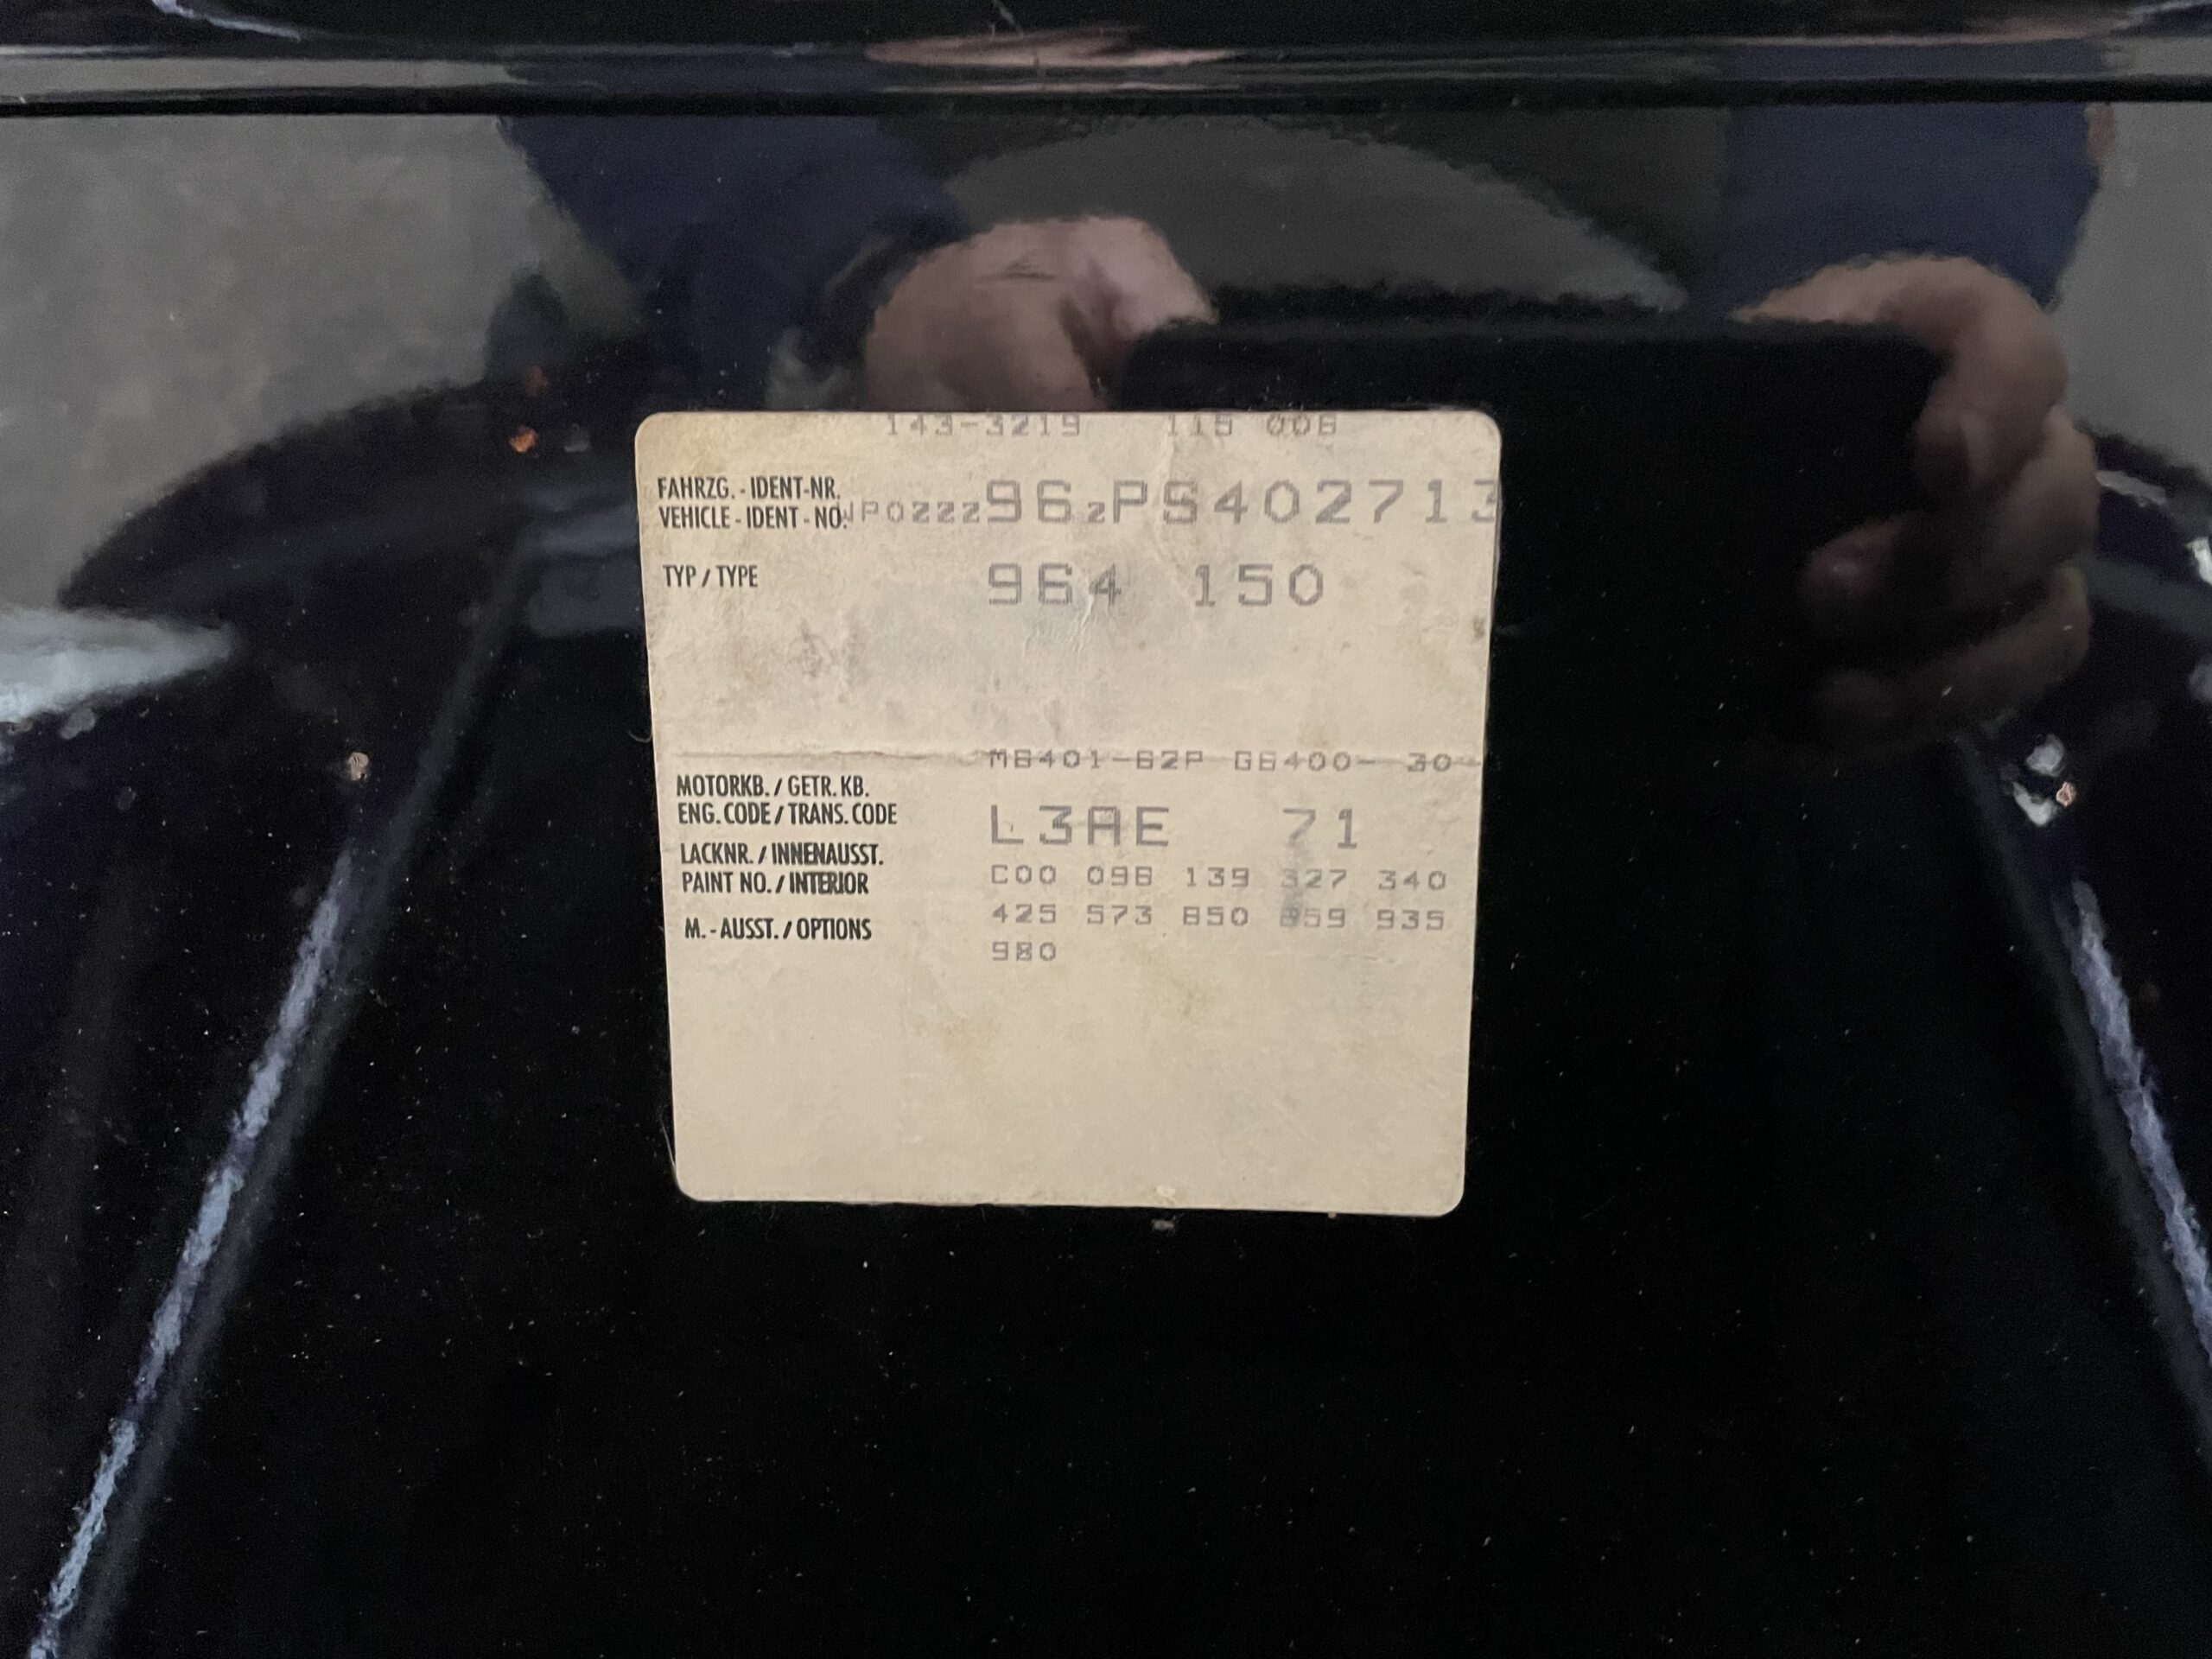 143-3219 115 006
FAHRZG. - IDENT-NR.
VEHICLE - IDENT - NO. WP0ZZZ96ZPS402713
TYP / TYPE 964 150
M6401-62P G6400- 30
MOTORKB. / GETR. KB.
ENG. CODE / TRANS. CODE L3AE 71
LACKNR. / INNENAUSST.
PAINT NO. / INTERIOR C00 098 139 327 340
M. - AUSST. / OPTIONS 425 573 650 659 935
980